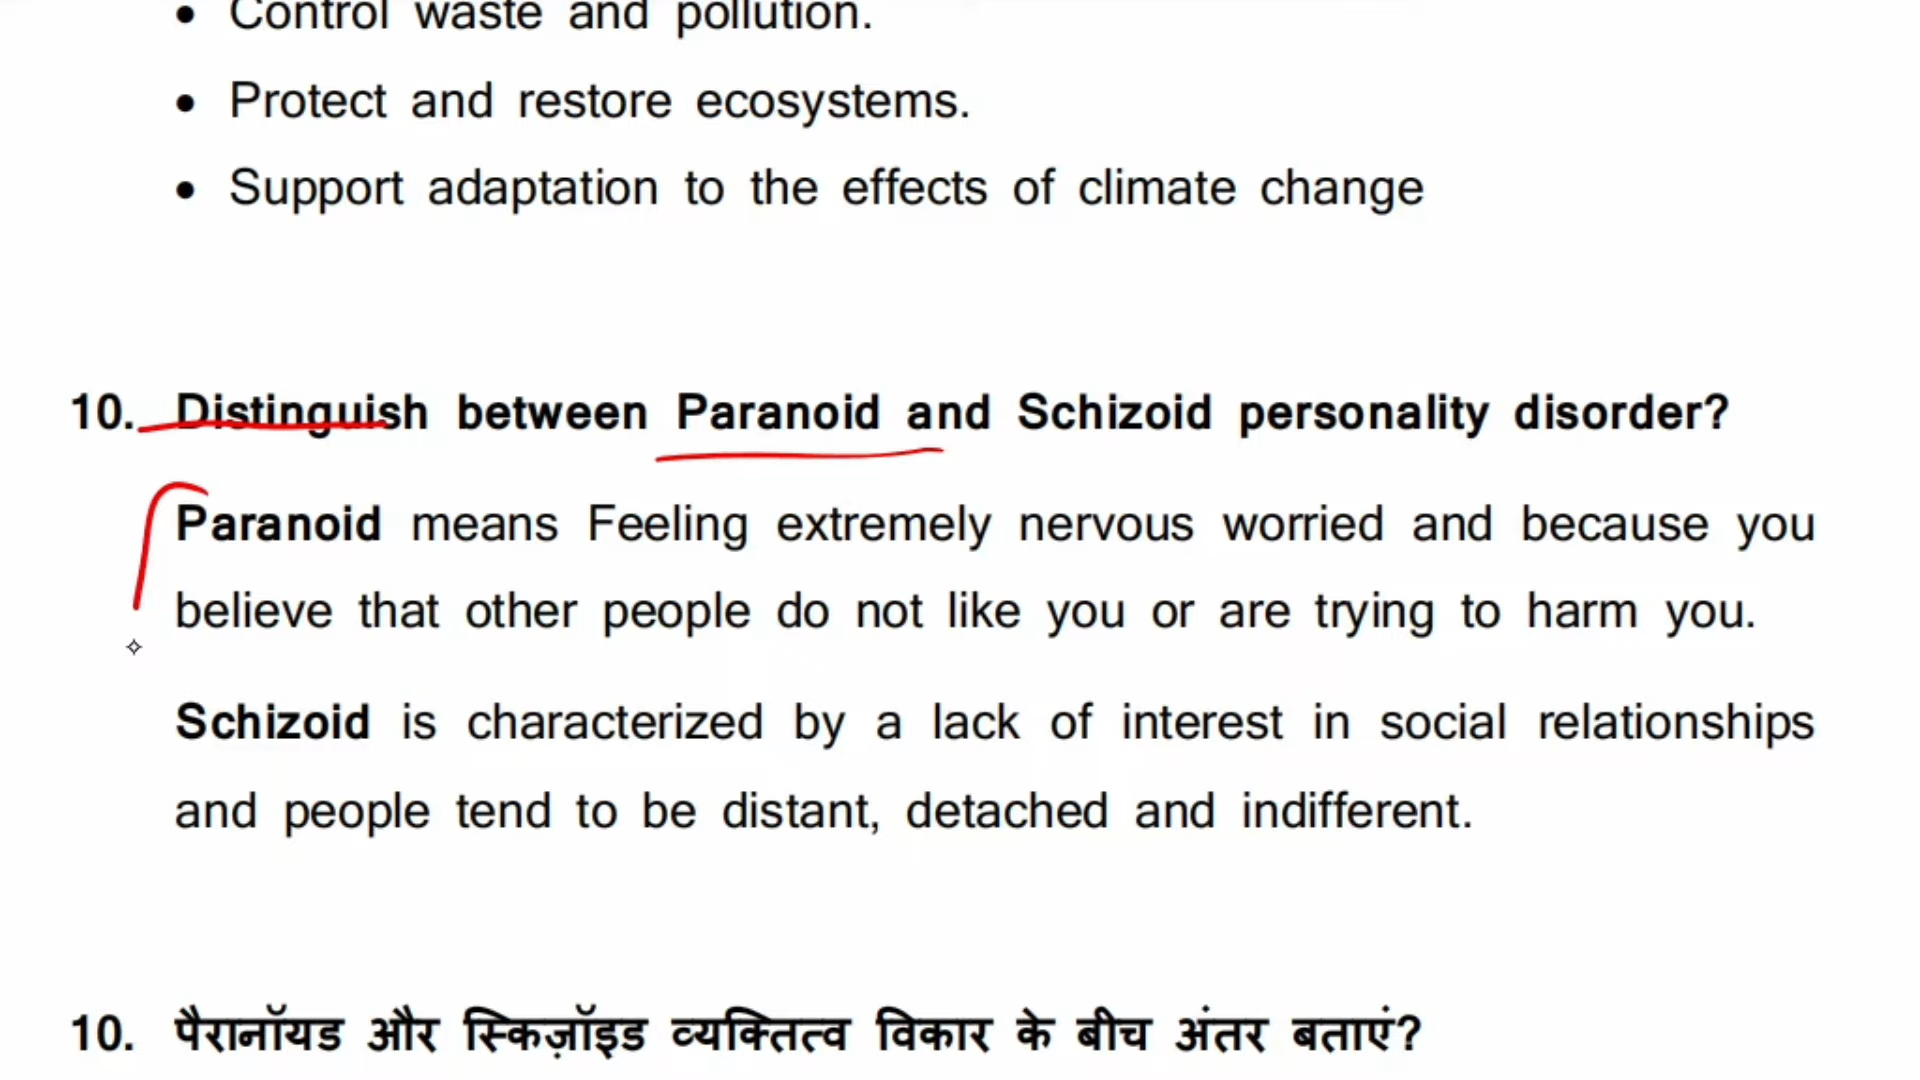 • Control waste and pollution.
• Protect and restore ecosystems.
• Support adaptation to the effects of climate change
10. Distinguish between Paranoid and Schizoid personality disorder?
Paranoid means Feeling extremely nervous worried and because you
believe that other people do not like you or are trying to harm you.
Schizoid is characterized by a lack of interest in social relationships
and people tend to be distant, detached and indifferent.
10. पैरानॉयड और स्किज़ॉइड व्यक्तित्व विकार के बीच अंतर बताएं?